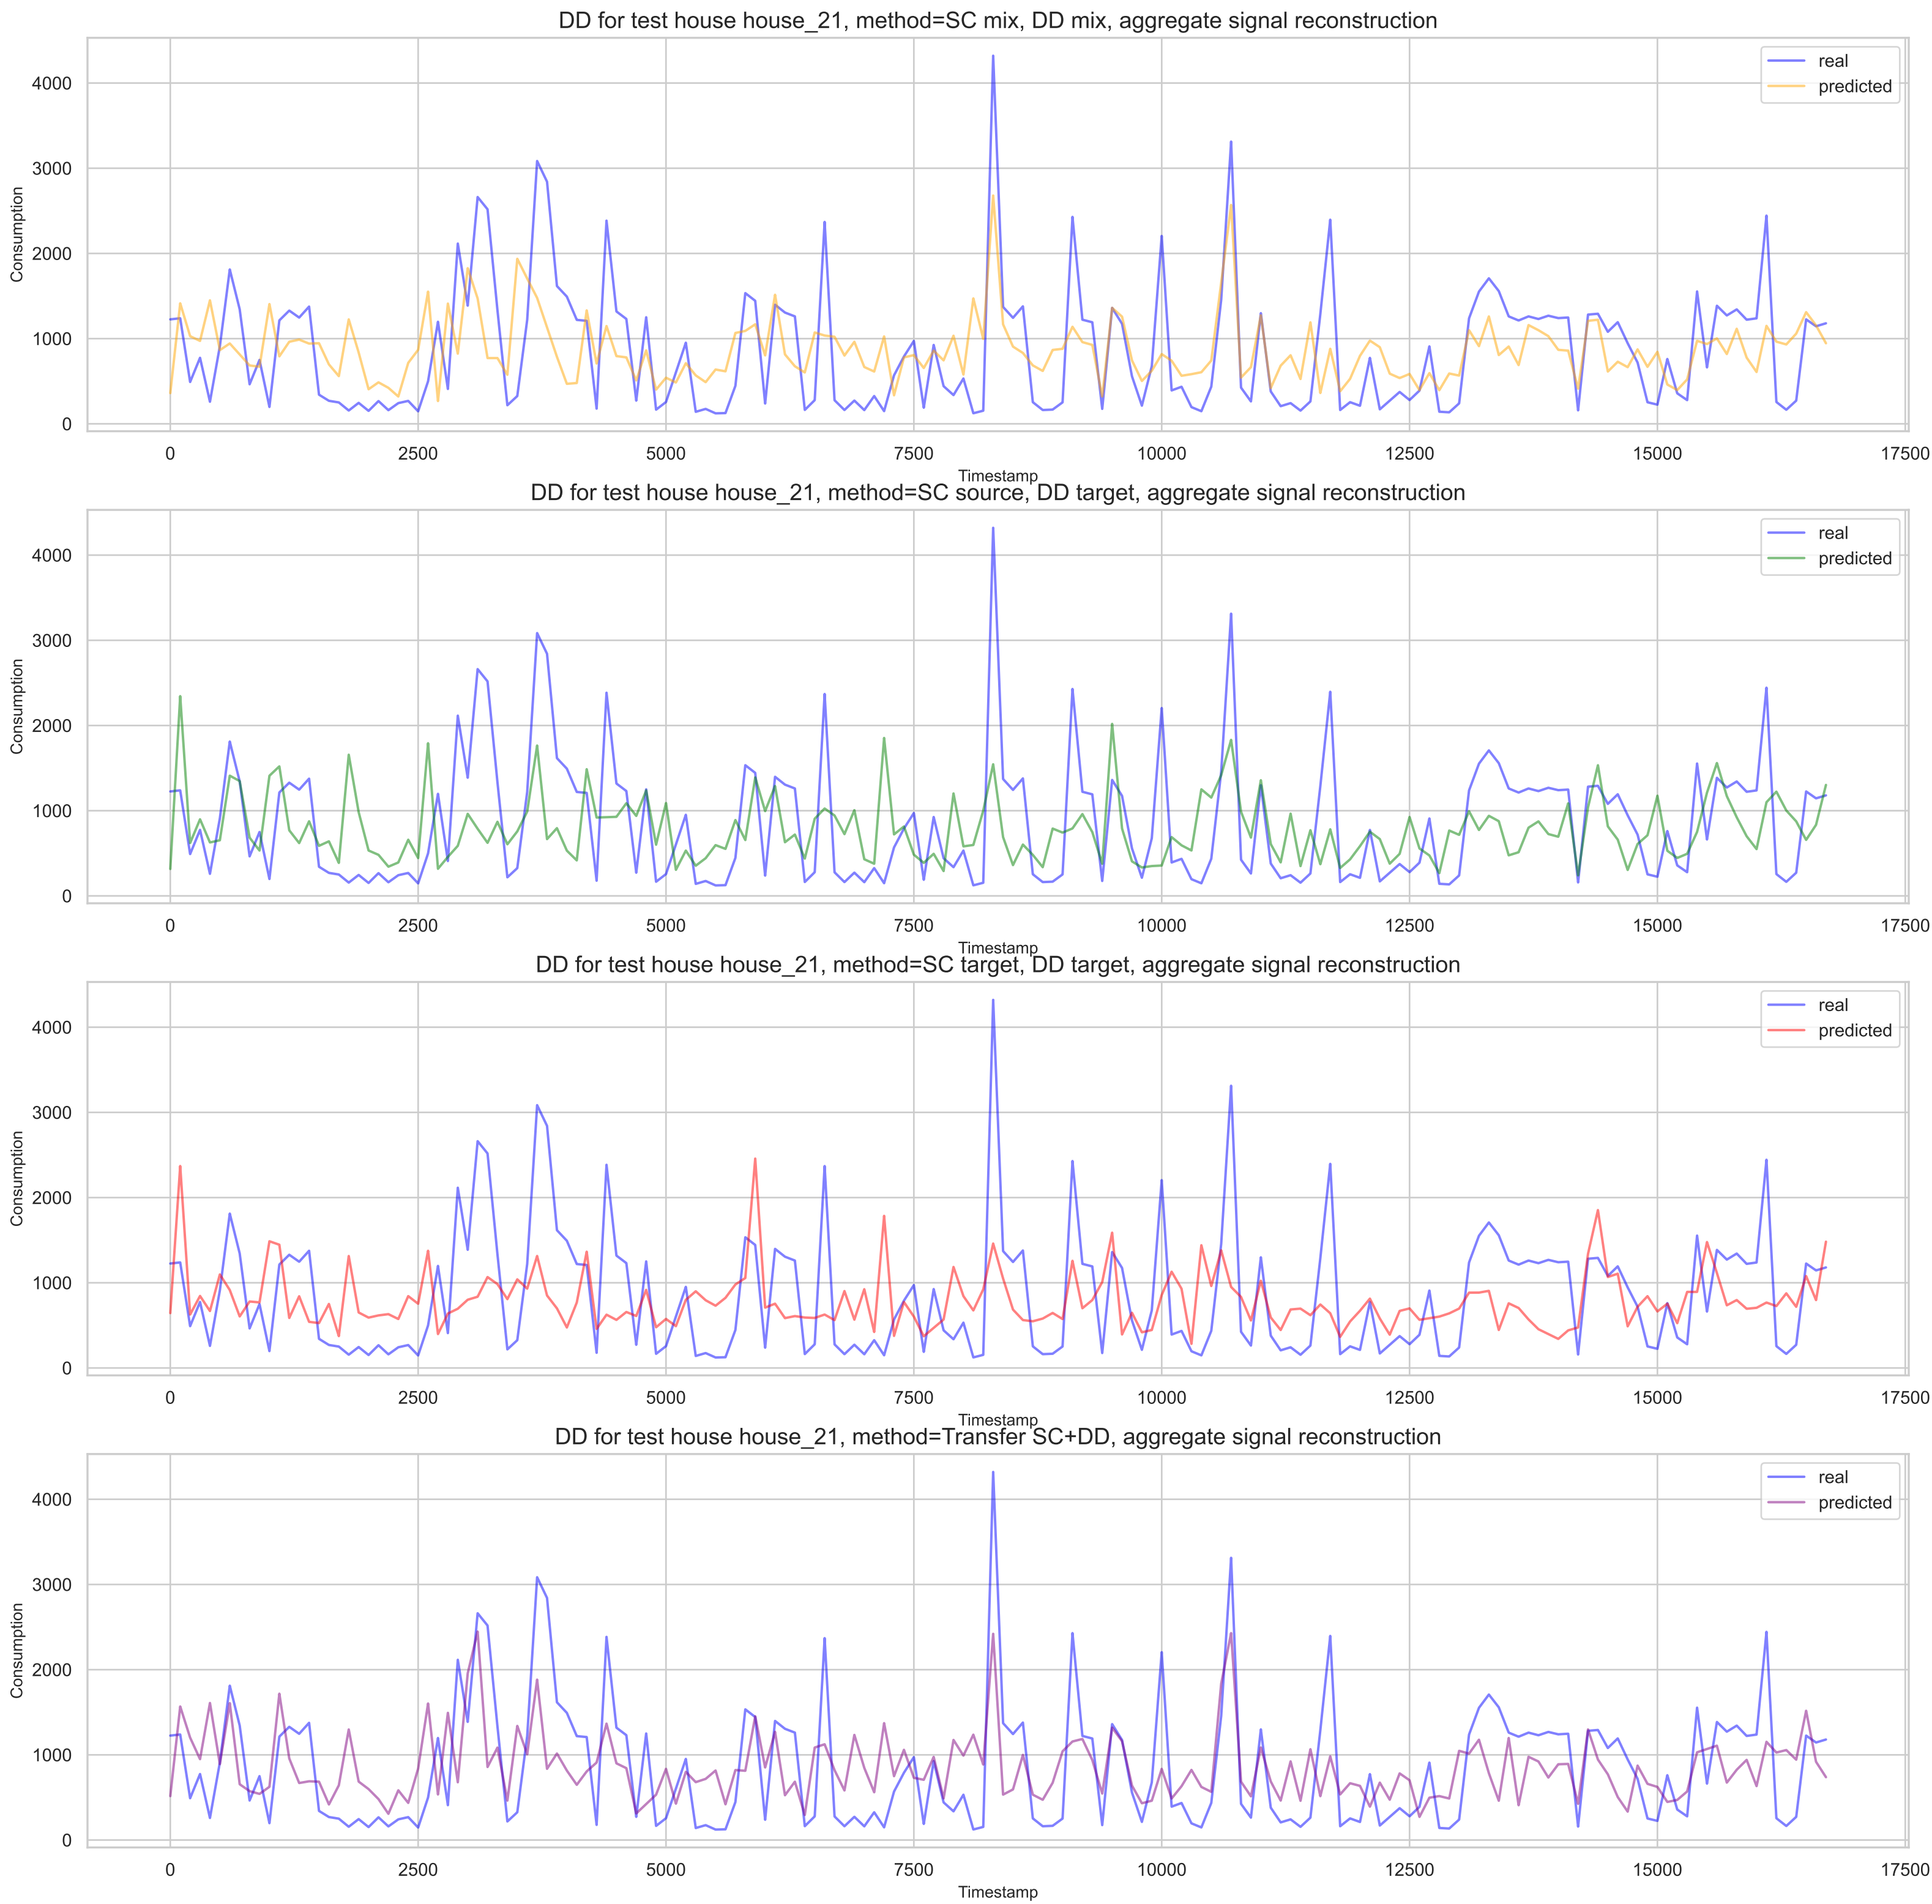 DD for test house house_21, method=SC mix, DD mix, aggregate signal reconstruction
real
predicted
4000
3000
2000
1000
0
Consumption
0 2500 5000 7500 10000 12500 15000 17500
Timestamp
DD for test house house_21, method=SC source, DD target, aggregate signal reconstruction
real
predicted
4000
3000
2000
1000
0
Consumption
0 2500 5000 7500 10000 12500 15000 17500
Timestamp
DD for test house house_21, method=SC target, DD target, aggregate signal reconstruction
real
predicted
4000
3000
2000
1000
0
Consumption
0 2500 5000 7500 10000 12500 15000 17500
Timestamp
DD for test house house_21, method=Transfer SC+DD, aggregate signal reconstruction
real
predicted
4000
3000
2000
1000
0
Consumption
0 2500 5000 7500 10000 12500 15000 17500
Timestamp